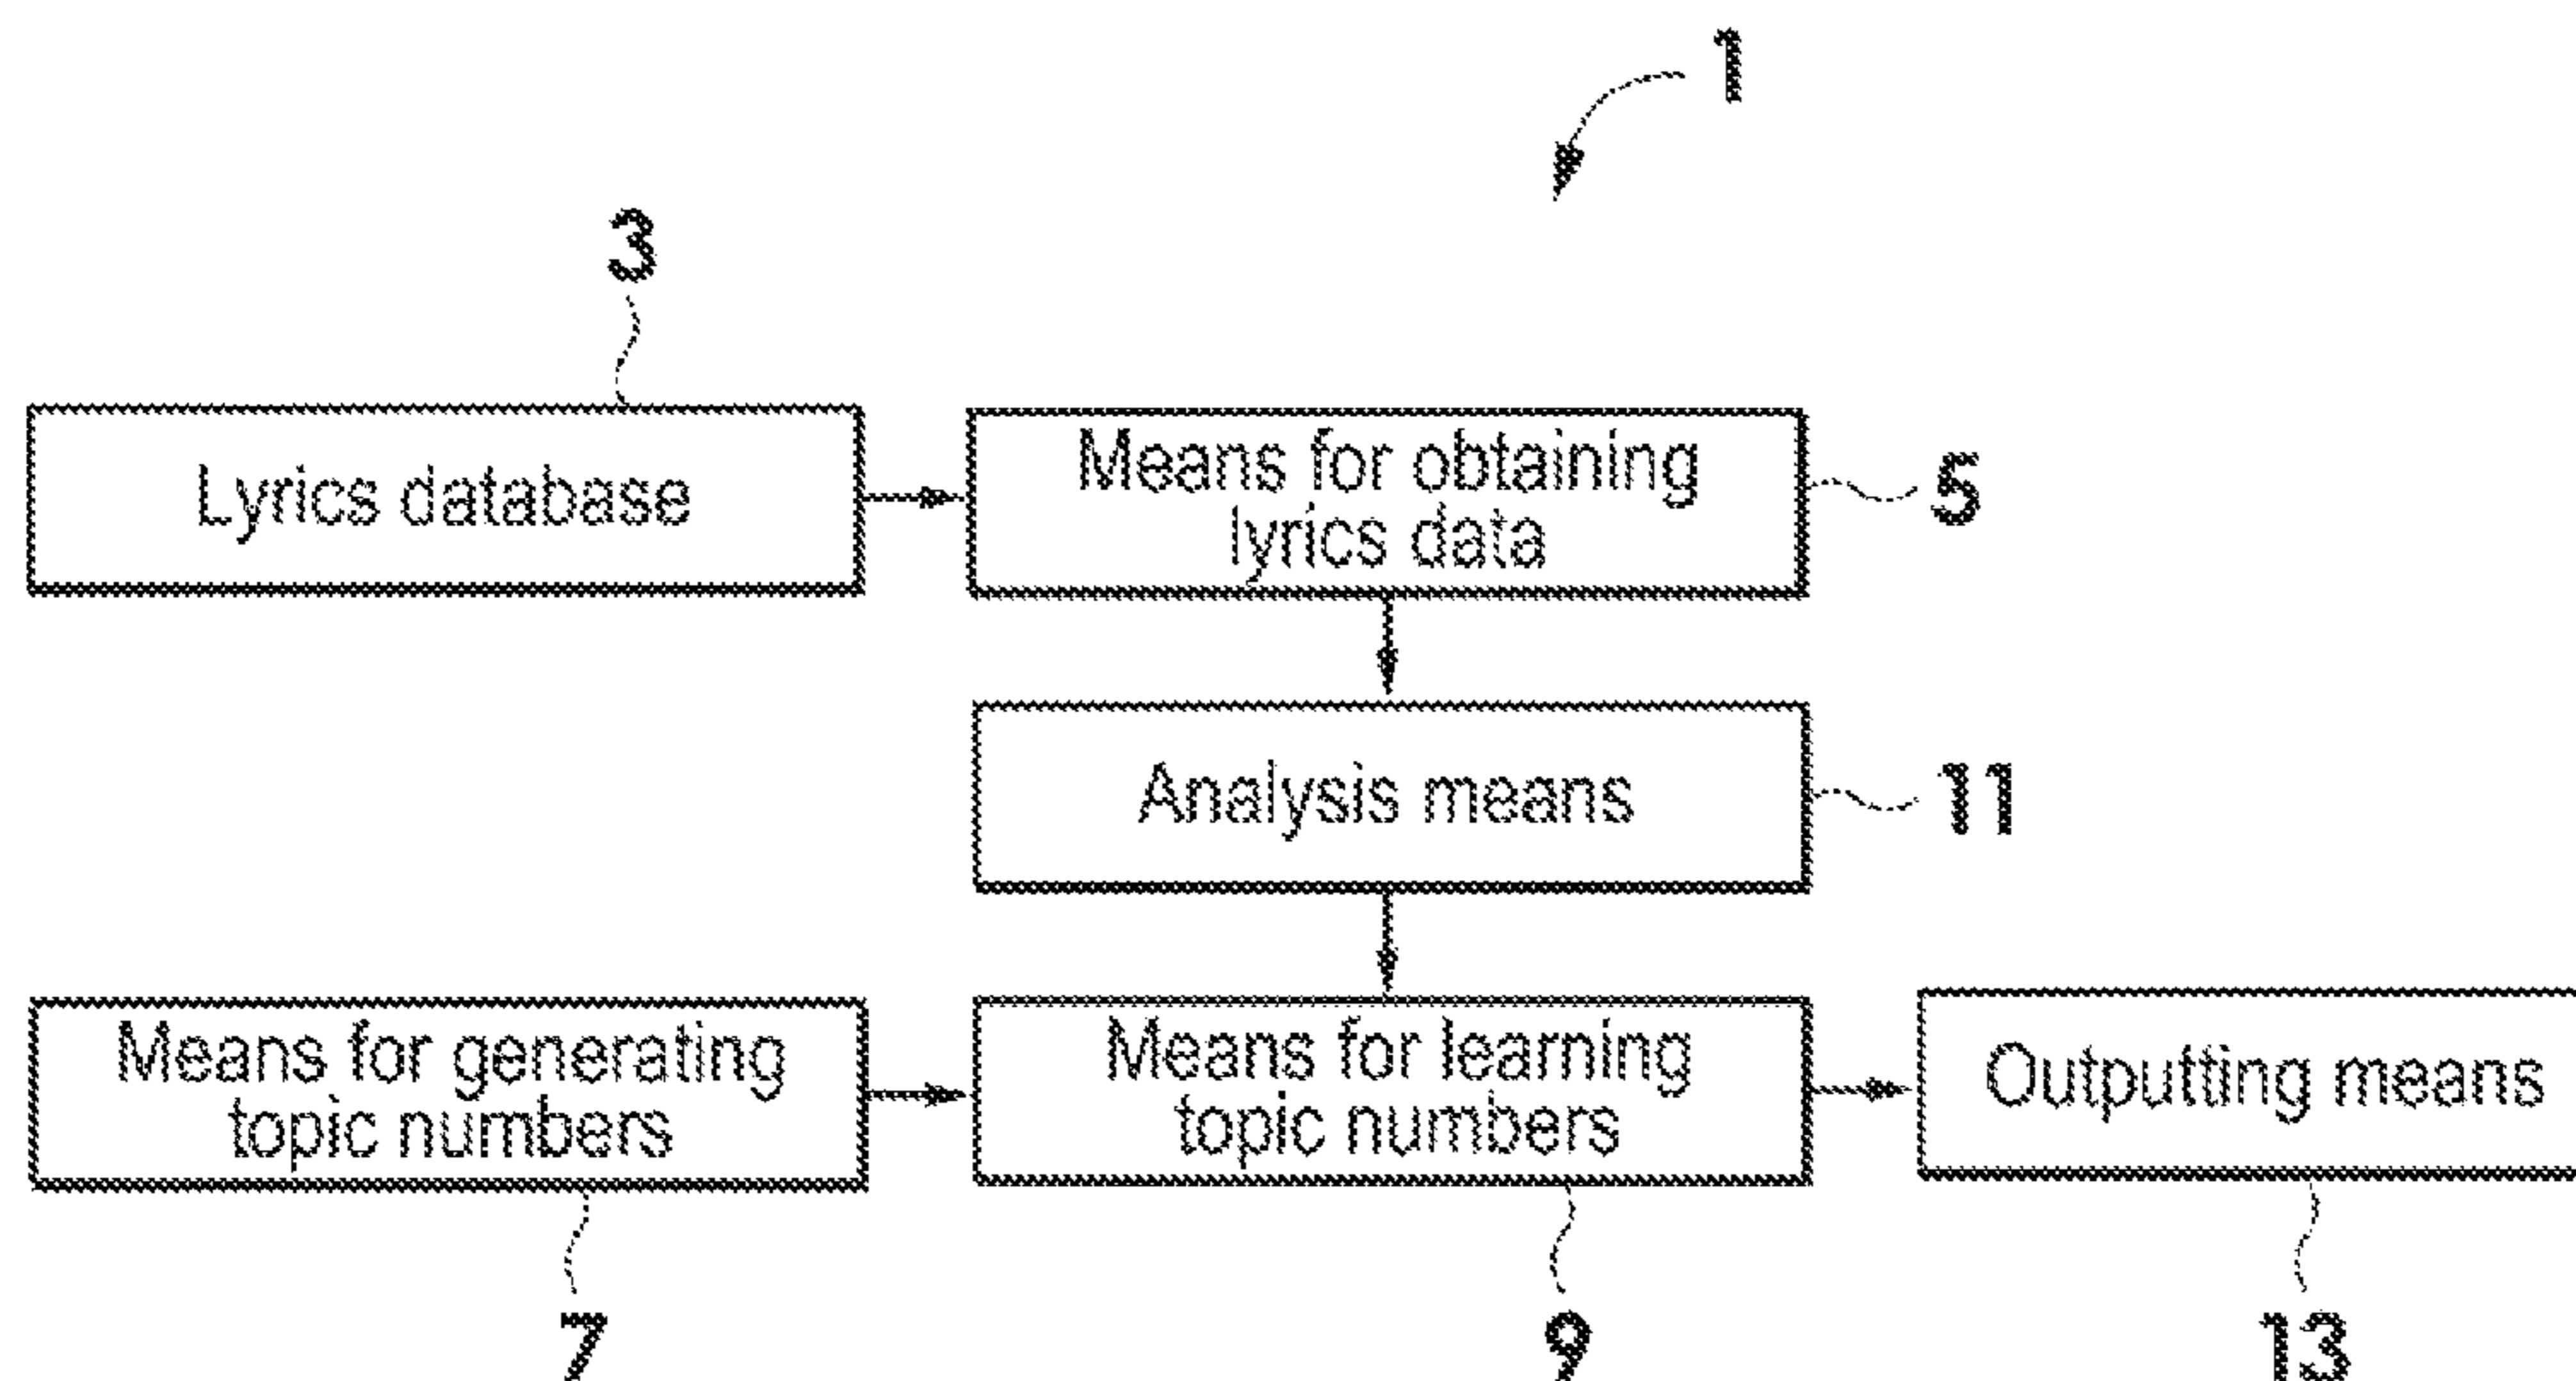 1
3
Lyrics database
Means for obtaining
lyrics data
5
Analysis means
11
Means for generating
topic numbers
Means for learning
topic numbers
Outputting means
7
9
13